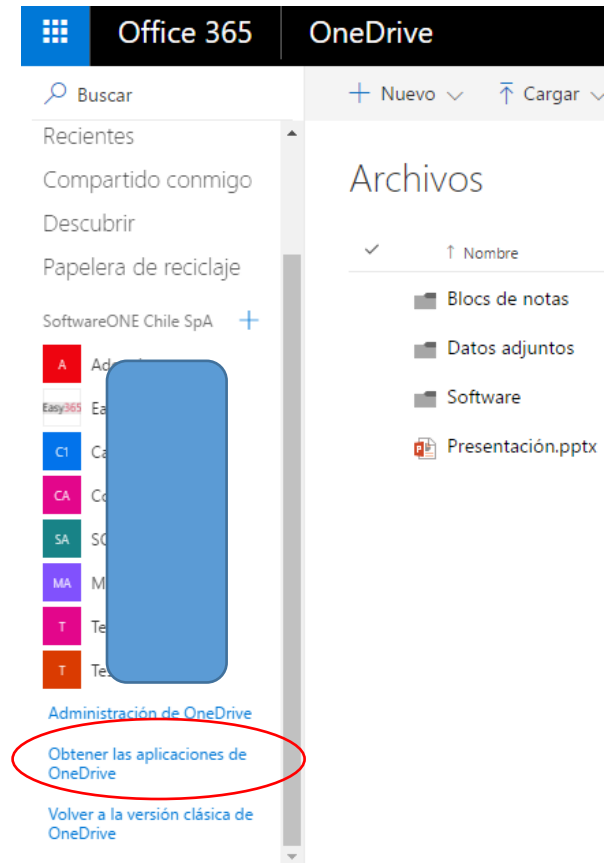 Office 365
OneDrive
Buscar
Nuevo
Cargar
Recientes
Compartido conmigo
Descubrir
Papelera de reciclaje
SoftwareONE Chile SpA
A
Easy365
C1
CA
SA
MA
T
T
Administración de OneDrive
Obtener las aplicaciones de
OneDrive
Volver a la versión clásica de
OneDrive
Archivos
Nombre
Blocs de notas
Datos adjuntos
Software
Presentación.pptx